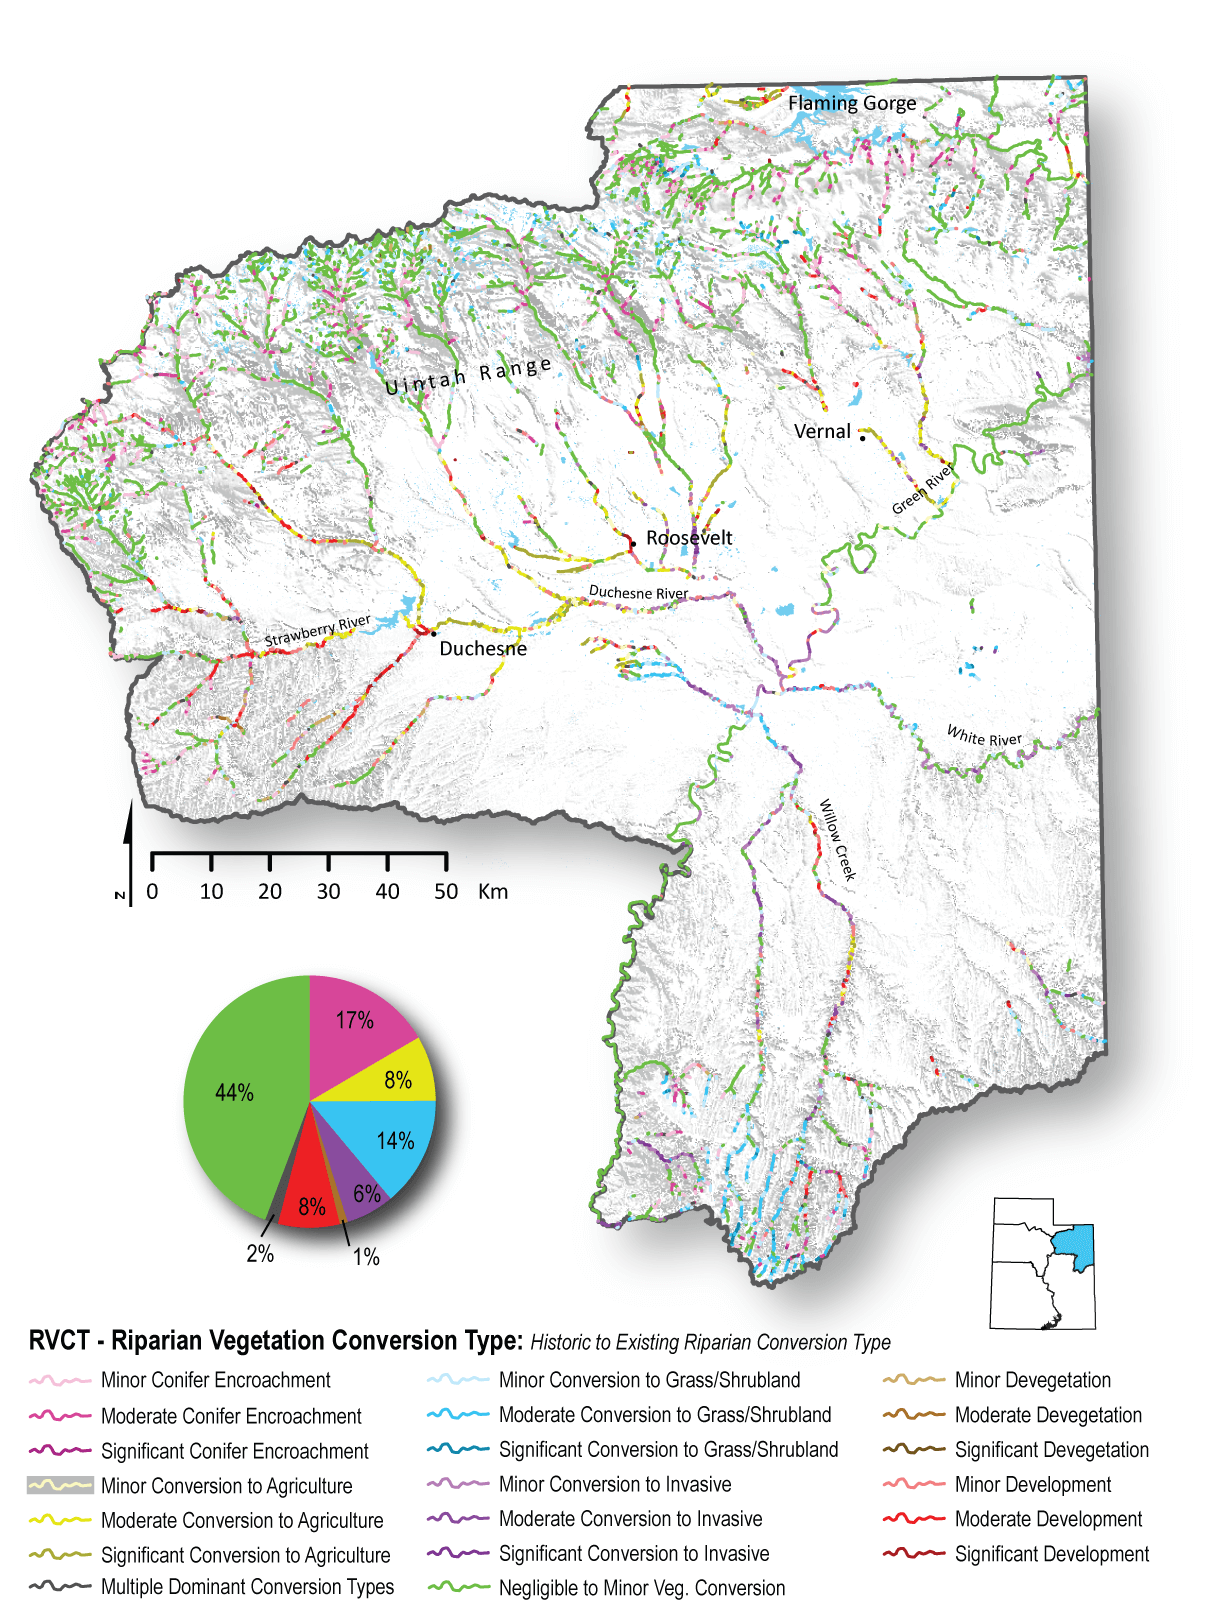 Flaming Gorge
Uintah Range
Vernal
Green River
Roosevelt
Duchesne River
Strawberry River
Duchesne
White River
Willow Creek
N
0 10 20 30 40 50 Km
17%
8%
44%
14%
6%
8%
2%
1%
RVCT - Riparian Vegetation Conversion Type: Historic to Existing Riparian Conversion Type
Minor Conifer Encroachment
Moderate Conifer Encroachment
Significant Conifer Encroachment
Minor Conversion to Agriculture
Moderate Conversion to Agriculture
Significant Conversion to Agriculture
Multiple Dominant Conversion Types
Minor Conversion to Grass/Shrubland
Moderate Conversion to Grass/Shrubland
Significant Conversion to Grass/Shrubland
Minor Conversion to Invasive
Moderate Conversion to Invasive
Significant Conversion to Invasive
Negligible to Minor Veg. Conversion
Minor Devegetation
Moderate Devegetation
Significant Devegetation
Minor Development
Moderate Development
Significant Development